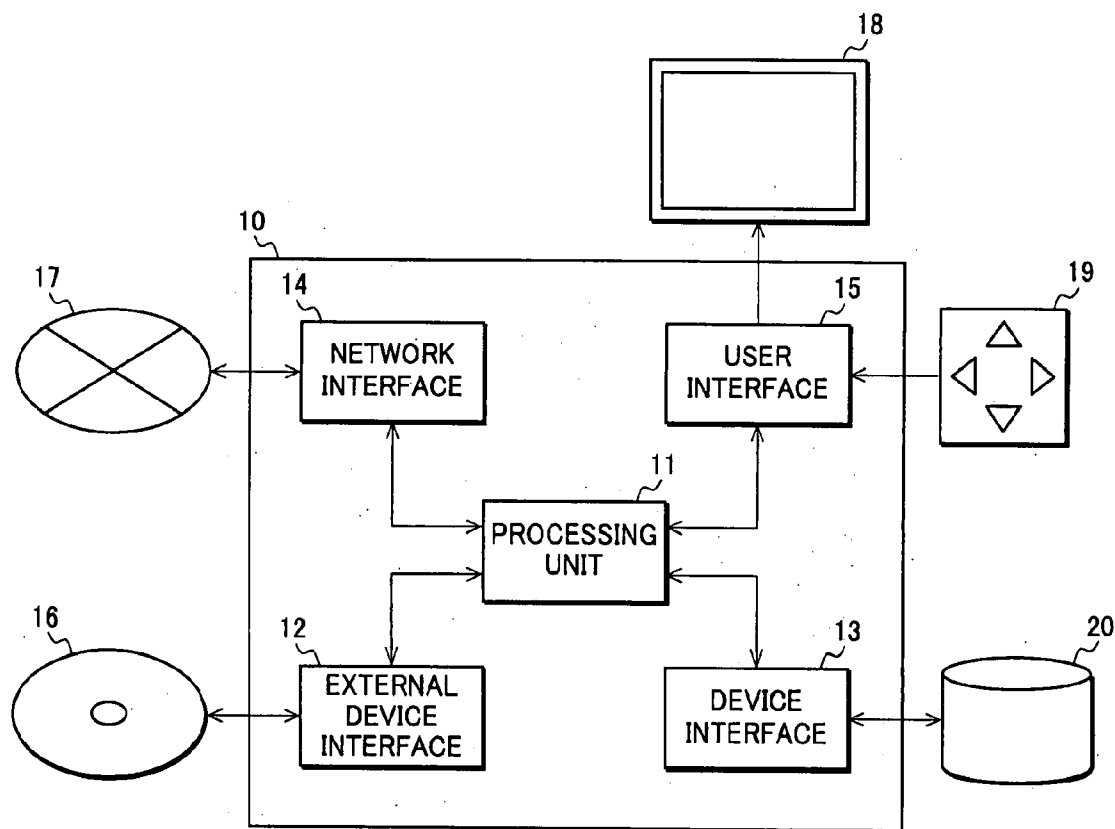 18
10
17
14
15
19
NETWORK
INTERFACE
USER
INTERFACE
11
PROCESSING
UNIT
16
12
13
20
EXTERNAL
DEVICE
INTERFACE
DEVICE
INTERFACE